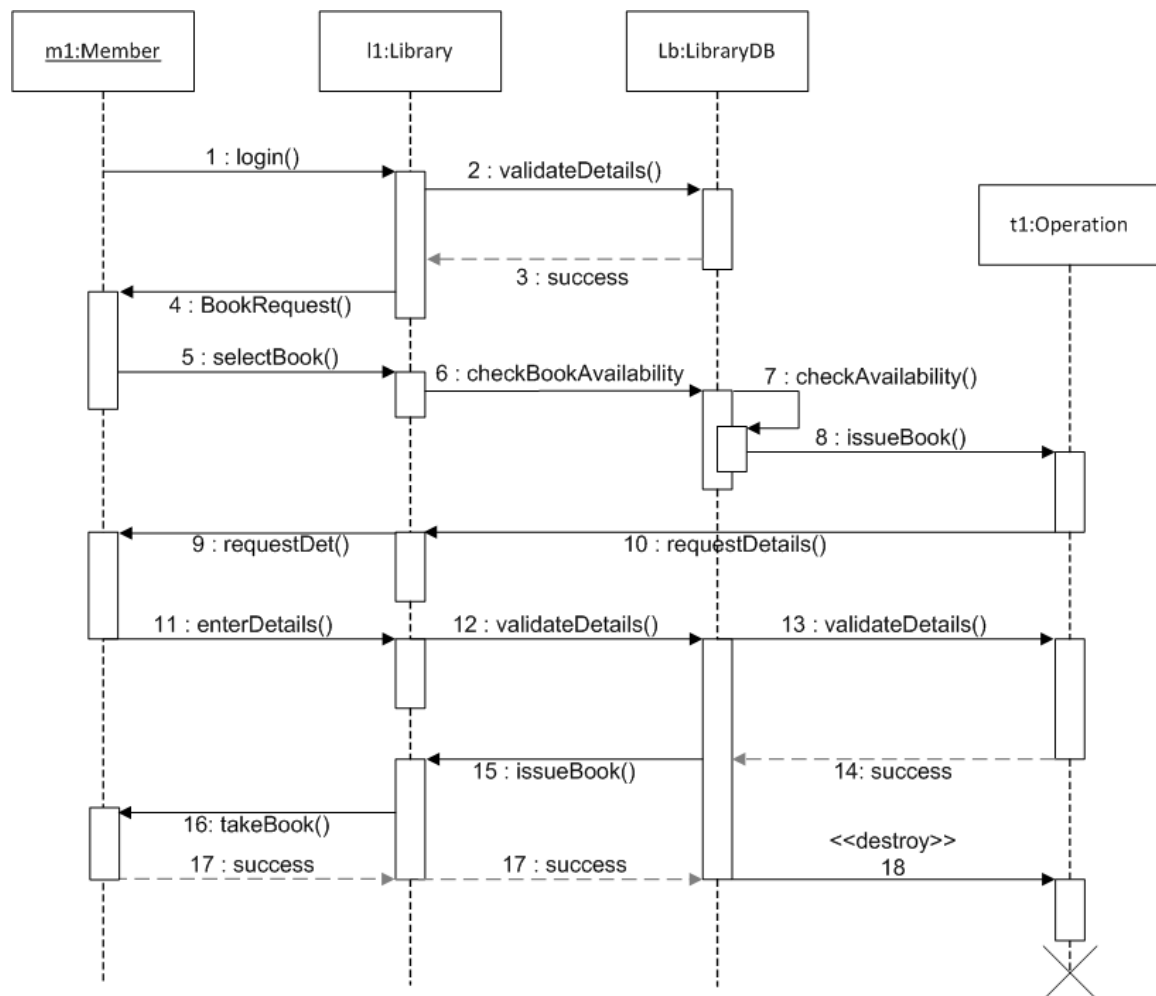 m1:Member
l1:Library
Lb:LibraryDB
t1:Operation
1 : login()
2 : validateDetails()
3 : success
4 : BookRequest()
5 : selectBook()
6 : checkBookAvailability
7 : checkAvailability()
8 : issueBook()
9 : requestDet()
10 : requestDetails()
11 : enterDetails()
12 : validateDetails()
13 : validateDetails()
14: success
15 : issueBook()
16: takeBook()
17 : success
17 : success
<<destroy>>
18